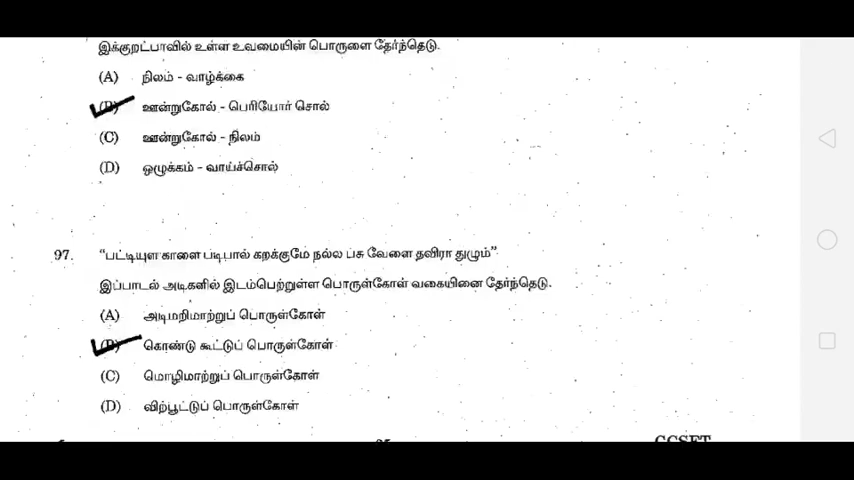 இக்குறட்பாவில் உள்ள உவமையின் பொருளை தேர்ந்தெடு.
(A) நிலம் - வாழ்க்கை
(B) ஊன்றுகோல் - பெரியோர் சொல்
(C) ஊன்றுகோல் - நிலம்
(D) ஒழுக்கம் - வாய்ச்சொல்
97. “பட்டியுள காளை படிபால் கறக்குமே நல்ல பசு வேளை தவிரா துழும்”
இப்பாடல் அடிகளில் இடம்பெற்றுள்ள பொருள்கோள் வகையினை தேர்ந்தெடு.
(A) அடிமறிமாற்றுப் பொருள்கோள்
(B) கொண்டு கூட்டுப் பொருள்கோள்
(C) மொழிமாற்றுப் பொருள்கோள்
(D) விற்பூட்டுப் பொருள்கோள்